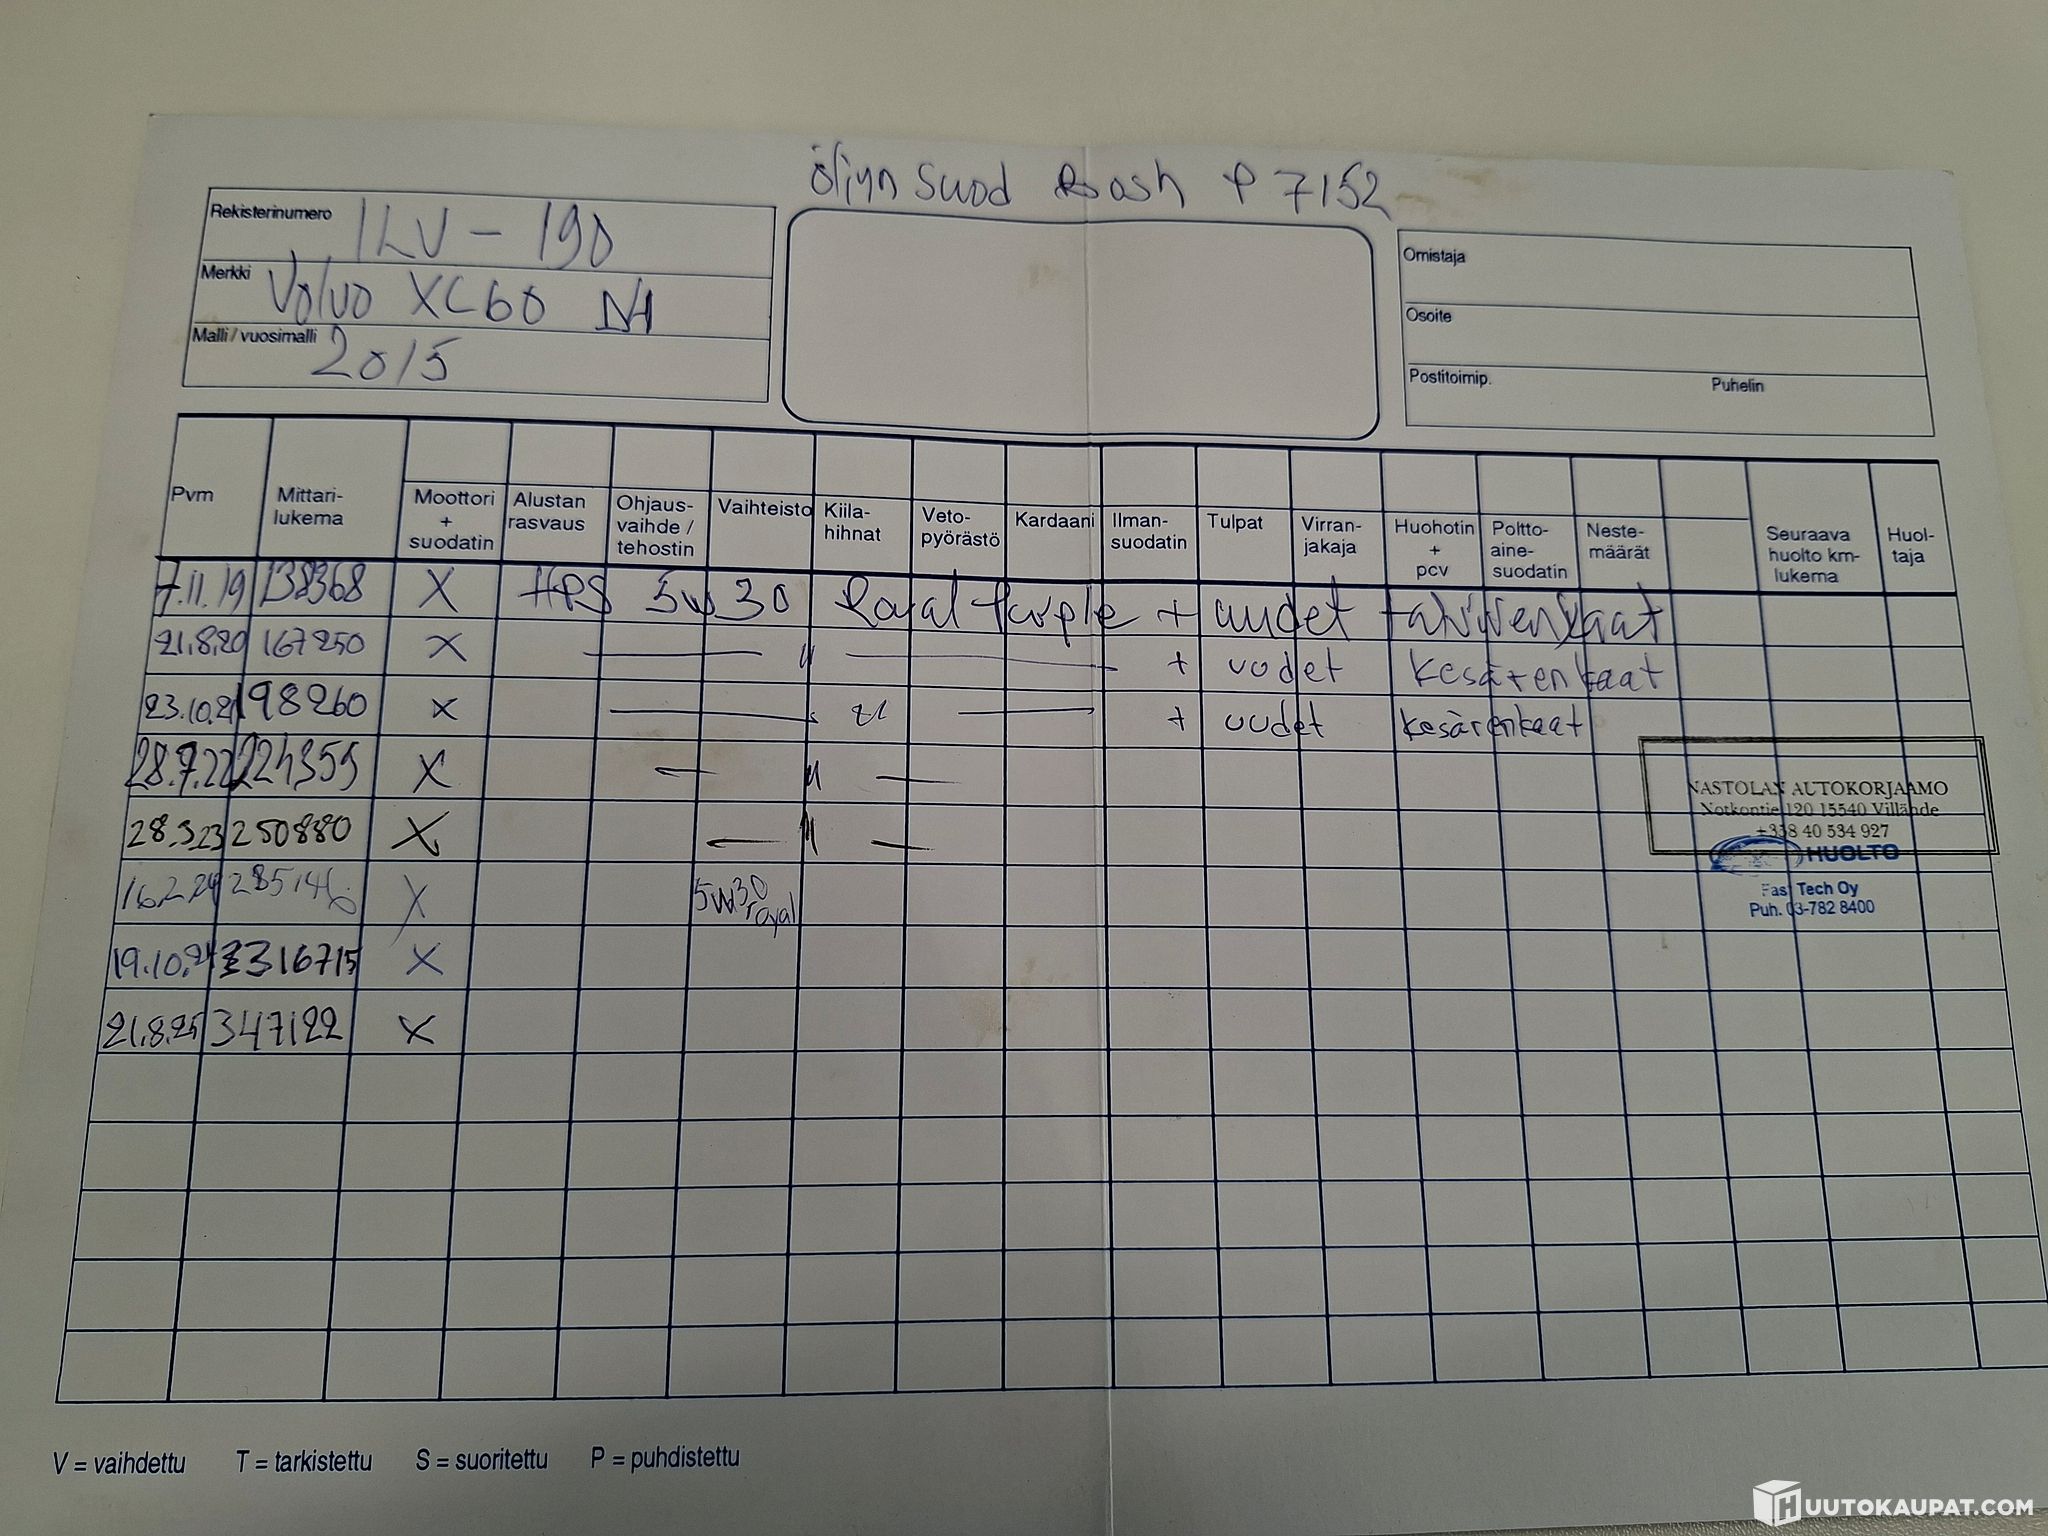 öljyn suod Bosch P 7152
Rekisterinumero ILV - 190
Merkki Volvo XC60 N1
Malli / vuosimalli 2015
Omistaja
Osoite
Postitoimip. Puhelin
Pvm
Mittari-
lukema
Moottori
+
suodatin
Alustan
rasvaus
Ohjaus-
vaihde /
tehostin
Vaihteisto
Kiila-
hihnat
Veto-
pyörästö
Kardaani
Ilman-
suodatin
Tulpat
Virran-
jakaja
Huohotin
+
pcv
Poltto-
aine-
suodatin
Neste-
määrät
Seuraava
huolto km-
lukema
Huol-
taja
7.11.19 138368 X HPS 5w30 Royal Purple + uudet talvirenkaat
21.8.20 167250 X — " — + uudet kesärenkaat
23.10.21 198260 X — " — + uudet kesärenkaat
28.7.22 224359 X — " —
28.3.23 250880 X — " —
16.2.24 285146 X 5w30 royal
19.10.24 316715 X
21.8.25 347122 X
NASTOLAN AUTOKORJAAMO
Notkontie 120 15540 Villähde
+358 40 534 927
HUOLTO
Fast Tech Oy
Puh. 03-782 8400
V = vaihdettu T = tarkistettu S = suoritettu P = puhdistettu
HUUTOKAUPAT.COM